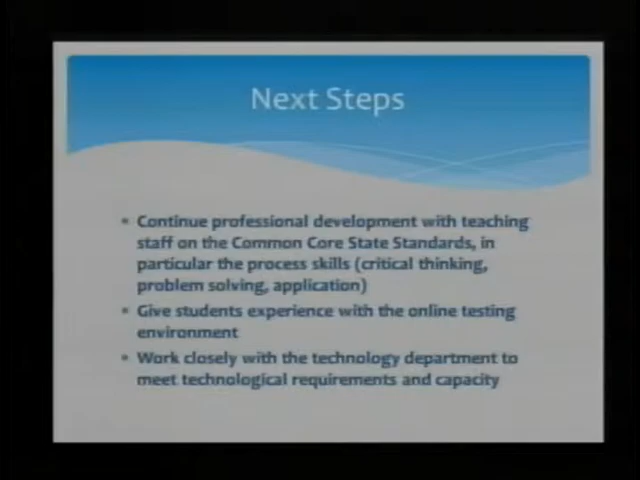 Next Steps
• Continue professional development with teaching
staff on the Common Core State Standards, in
particular the process skills (critical thinking,
problem solving, application)
• Give students experience with the online testing
environment
• Work closely with the technology department to
meet technological requirements and capacity